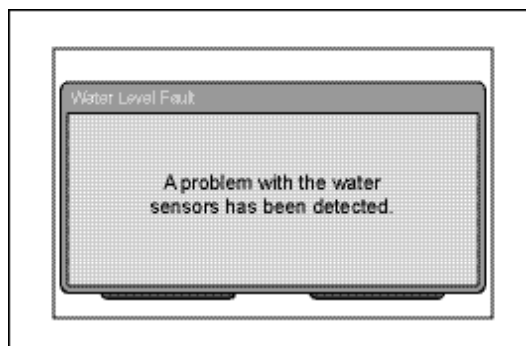 Water Level Fault
A problem with the water
sensors has been detected.